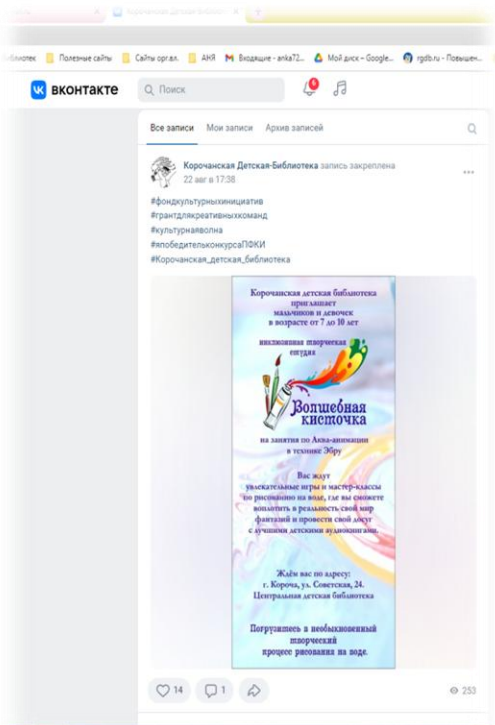 Полезные сайты
Сайты орг.вл.
АНЯ
Входящие - anka72...
Мой диск – Google...
rgdb.ru - Повышен...
ВКОНТАКТЕ
Поиск
6
Все записи Мои записи Архив записей
Корочанская Детская-Библиотека запись закреплена
22 авг в 17:38
#фондкультурныхинициатив
#грантдлякреативныхкоманд
#культурнаяволна
#япобедительконкурсаПФКИ
#Корочанская_детская_библиотека
Корочанская детская библиотека
приглашает
мальчиков и девочек
в возрасте от 7 до 10 лет
инклюзивная творческая
студия
Волшебная
кисточка
на занятия по Аква-анимации
в технике Эбру
Вас ждут
увлекательные игры и мастер-классы
по рисованию на воде, где вы сможете
воплотить в реальность свой мир
фантазий и провести свой досуг
с лучшими детскими аудиокнигами.
Ждём вас по адресу:
г. Короча, ул. Советская, 24.
Центральная детская библиотека
Погрузитесь в необыкновенный
творческий
процесс рисования на воде.
14 1 253